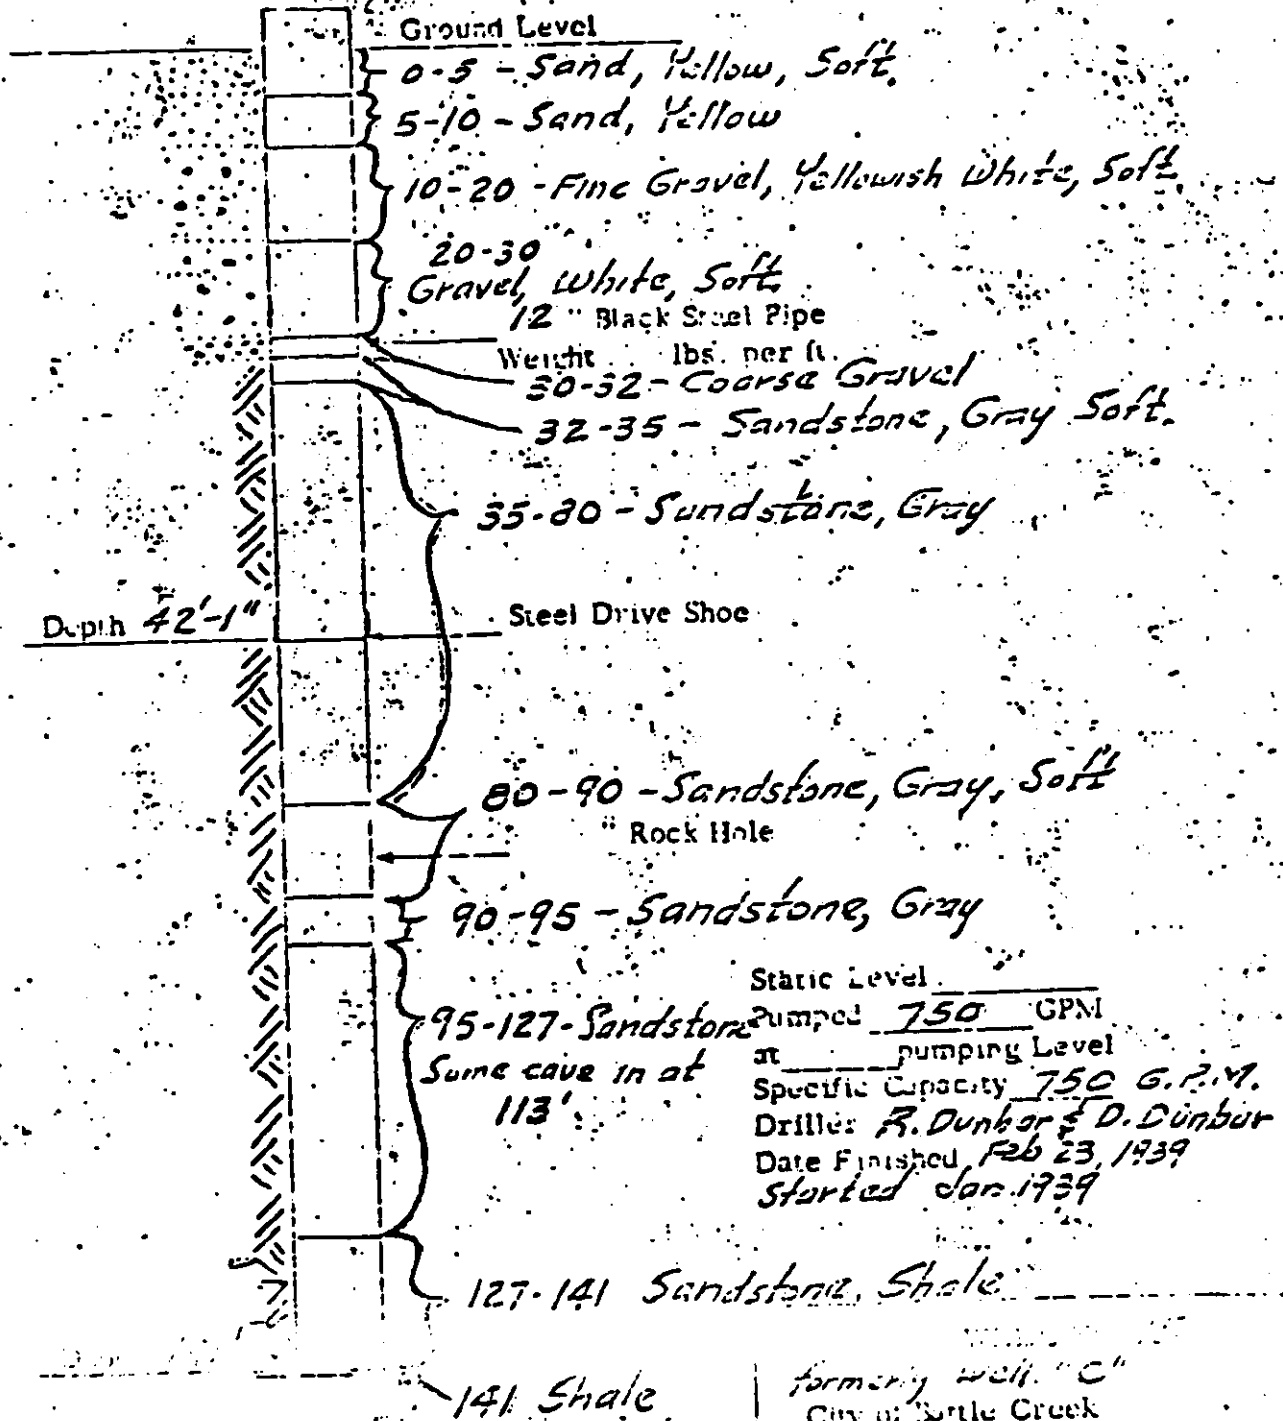 Ground Level
0-5 - Sand, Yellow, Soft.
5-10 - Sand, Yellow
10-20 - Fine Gravel, Yellowish White, Soft
20-30
Gravel, White, Soft
12 " Black Steel Pipe
Weight lbs. per ft.
30-32 - Coarse Gravel
32-35 - Sandstone, Gray Soft.
35-80 - Sandstone, Gray
Depth 42'-1"
Steel Drive Shoe
80-90 - Sandstone, Gray, Soft
" Rock Hole
90-95 - Sandstone, Gray
Static Level
95-127 - Sandstone
Some cave in at
113'
Pumped 750 GPM
at pumping Level
Specific Capacity 750 G.P.M.
Driller R. Dunbar & D. Dunbar
Date Finished Feb 23, 1939
Started Jan. 1939
127-141 Sandstone, Shale
141 Shale
formerly well "C"
City of Battle Creek